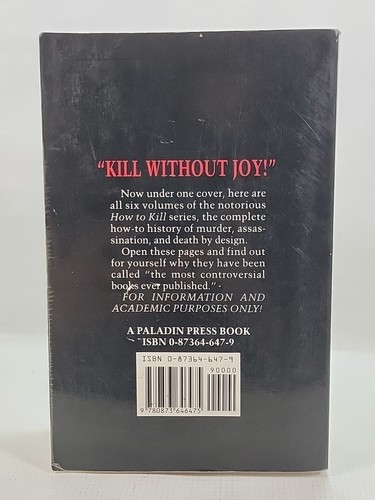 "KILL WITHOUT JOY!"
Now under one cover, here are
all six volumes of the notorious
How to Kill series, the complete
how-to history of murder, assas-
sination, and death by design.
Open these pages and find out
for yourself why they have been
called "the most controversial
books ever published."
FOR INFORMATION AND
ACADEMIC PURPOSES ONLY!
A PALADIN PRESS BOOK
ISBN 0-87364-647-9
ISBN 0-87364-647-9
90000
9 780873 646475